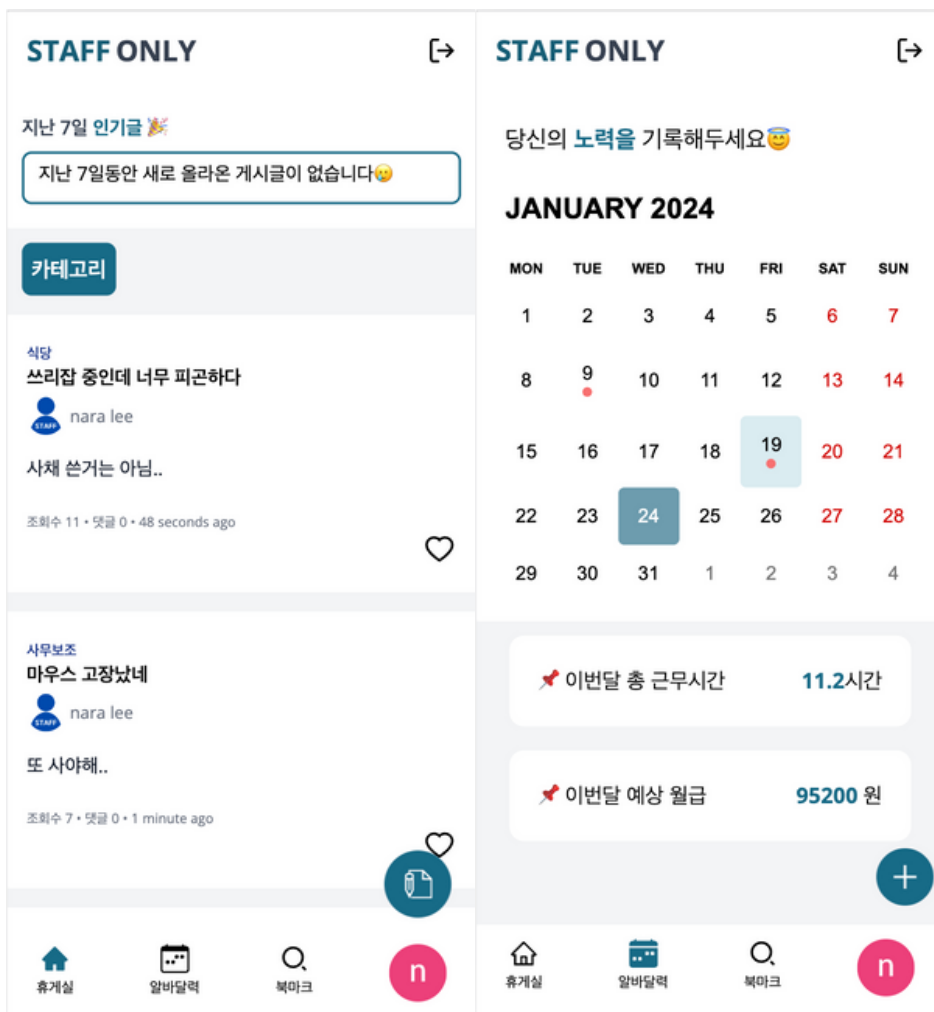 STAFF ONLY
지난 7일 인기글 🎉
지난 7일동안 새로 올라온 게시글이 없습니다🥲
카테고리
식당
쓰리잡 중인데 너무 피곤하다
STAFF
nara lee
사채 쓴거는 아님..
조회수 11 • 댓글 0 • 48 seconds ago
사무보조
마우스 고장났네
STAFF
nara lee
또 사야해..
조회수 7 • 댓글 0 • 1 minute ago
휴게실 알바달력 북마크 n
STAFF ONLY
당신의 노력을 기록해두세요😇
JANUARY 2024
MON TUE WED THU FRI SAT SUN
1 2 3 4 5 6 7
8 9 10 11 12 13 14
15 16 17 18 19 20 21
22 23 24 25 26 27 28
29 30 31 1 2 3 4
📌 이번달 총 근무시간 11.2시간
📌 이번달 예상 월급 95200 원
휴게실 알바달력 북마크 n